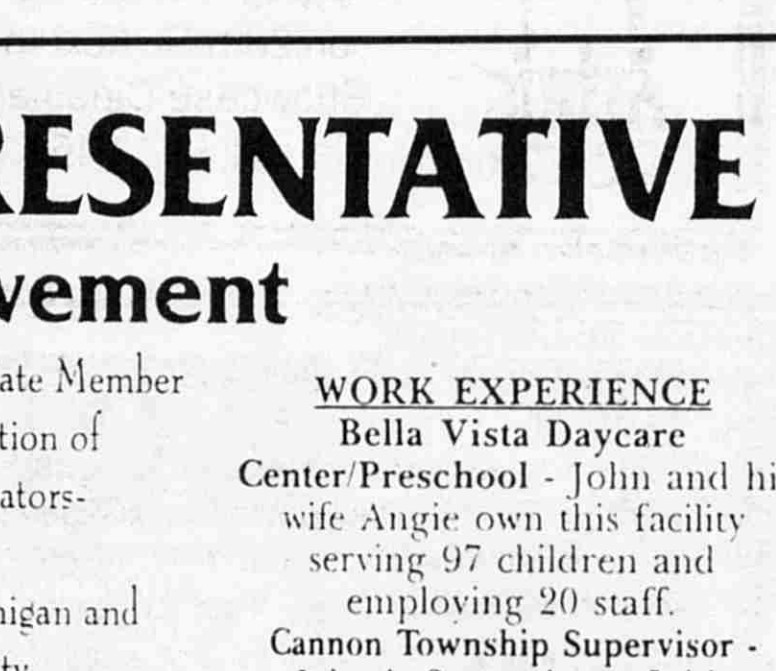 RESENTATIVE
vement
ate Member
tion of
ators-
higan and
ty
WORK EXPERIENCE
Bella Vista Daycare
Center/Preschool - John and hi
wife Angie own this facility
serving 97 children and
employing 20 staff.
Cannon Township Supervisor -